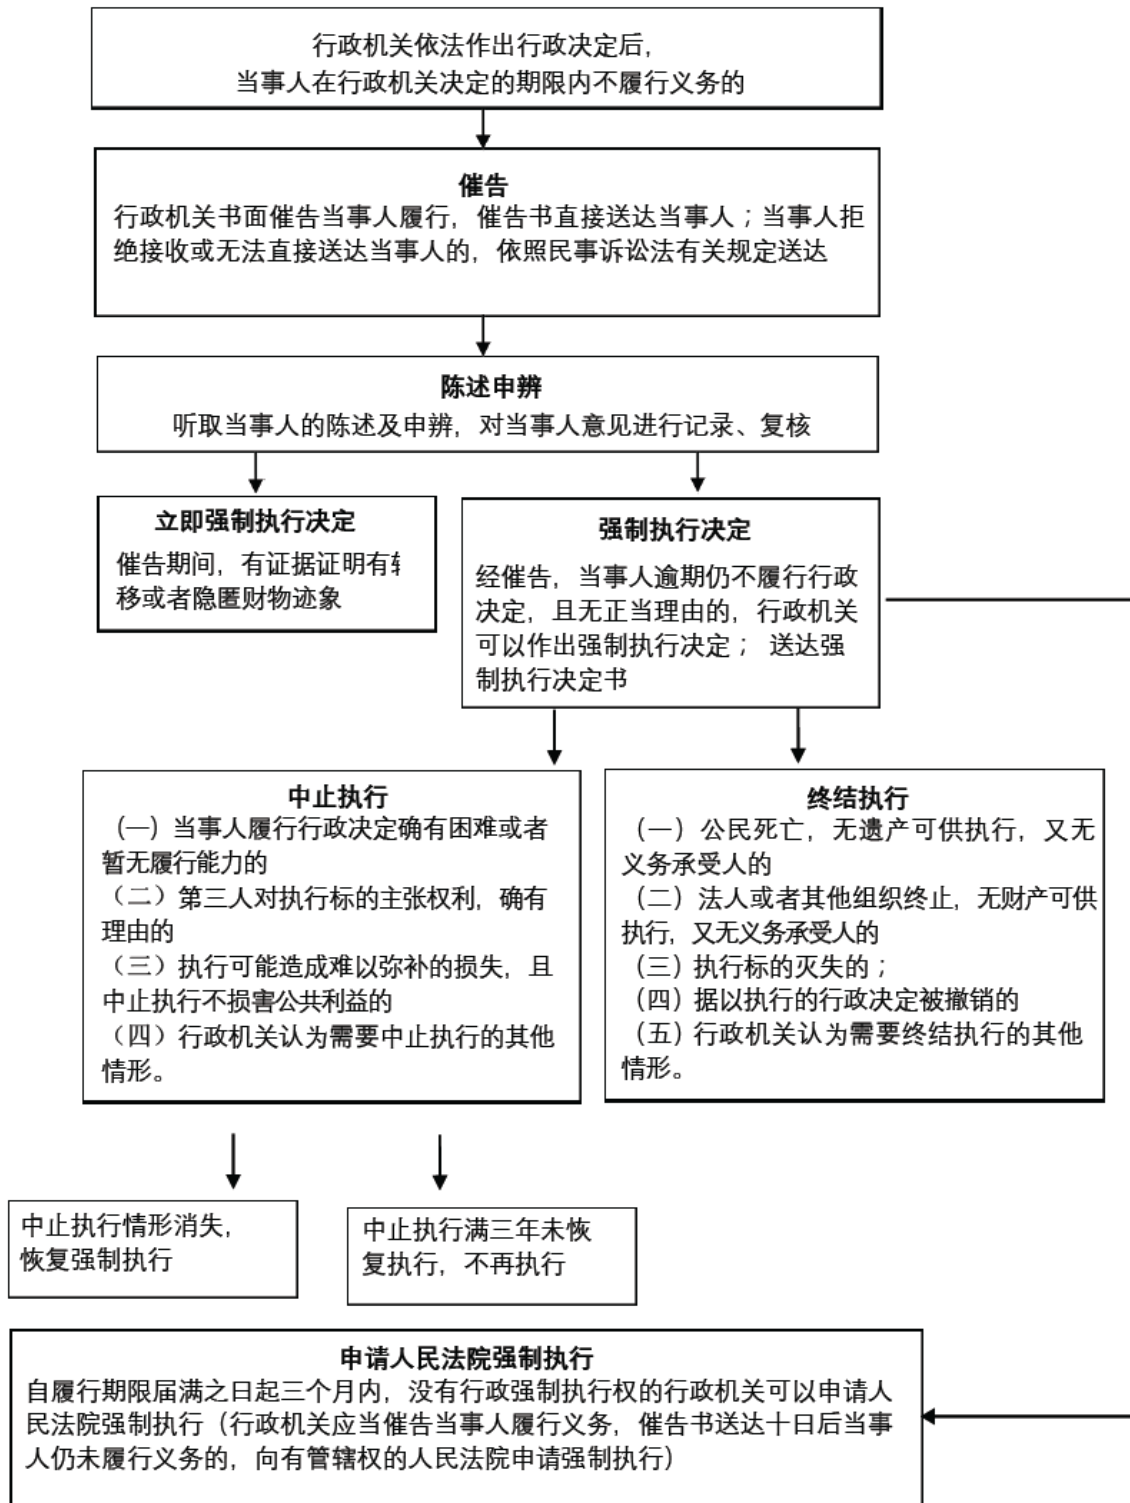 行政机关依法作出行政决定后，
当事人在行政机关决定的期限内不履行义务的
催告
行政机关书面催告当事人履行，催告书直接送达当事人；当事人拒
绝接收或无法直接送达当事人的，依照民事诉讼法有关规定送达
陈述申辨
听取当事人的陈述及申辨，对当事人意见进行记录、复核
立即强制执行决定
催告期间，有证据证明有转
移或者隐匿财物迹象
强制执行决定
经催告，当事人逾期仍不履行行政
决定，且无正当理由的，行政机关
可以作出强制执行决定； 送达强
制执行决定书
中止执行
（一）当事人履行行政决定确有困难或者
暂无履行能力的
（二）第三人对执行标的主张权利，确有
理由的
（三）执行可能造成难以弥补的损失，且
中止执行不损害公共利益的
（四）行政机关认为需要中止执行的其他
情形。
终结执行
（一）公民死亡，无遗产可供执行，又无
义务承受人的
（二）法人或者其他组织终止，无财产可供
执行，又无义务承受人的
（三）执行标的灭失的；
（四）据以执行的行政决定被撤销的
（五）行政机关认为需要终结执行的其他
情形。
中止执行情形消失，
恢复强制执行
中止执行满三年未恢
复执行，不再执行
申请人民法院强制执行
自履行期限届满之日起三个月内，没有行政强制执行权的行政机关可以申请人
民法院强制执行（行政机关应当催告当事人履行义务，催告书送达十日后当事
人仍未履行义务的，向有管辖权的人民法院申请强制执行）